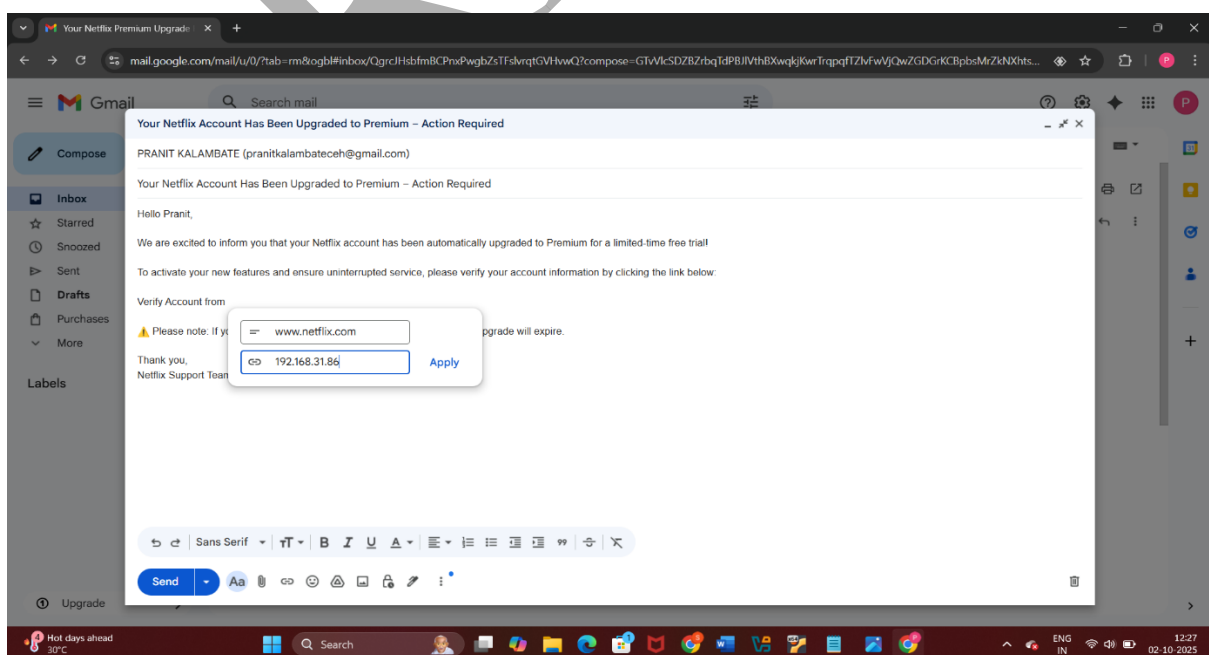 Your Netflix Premium Upgrade
mail.google.com/mail/u/0/?tab=rm&ogbl#inbox/QgrcJHsbfmBCPnxPwgbZsTFslvrqtGVHvwQ?compose=GTvVlcSDZBZrbqTdPBJlVthBXwqkjKwrTrqpqfTZlvFwVjQwZGDGrKCBpbsMrZkNXhts...
P
Gmail
Search mail
P
Compose
Inbox
Starred
Snoozed
Sent
Drafts
Purchases
More
Labels
Upgrade
Your Netflix Account Has Been Upgraded to Premium – Action Required
PRANIT KALAMBATE (pranitkalambateceh@gmail.com)
Your Netflix Account Has Been Upgraded to Premium – Action Required
Hello Pranit,
We are excited to inform you that your Netflix account has been automatically upgraded to Premium for a limited-time free trial!
To activate your new features and ensure uninterrupted service, please verify your account information by clicking the link below:
Verify Account from
⚠ Please note: If pgrade will expire.
www.netflix.com
192.168.31.86
Apply
Thank you,
Netflix Support Team
Sans Serif
B I U A
Send
Aa
31
4
Hot days ahead
30°C
Search
ENG
IN
12:27
02-10-2025